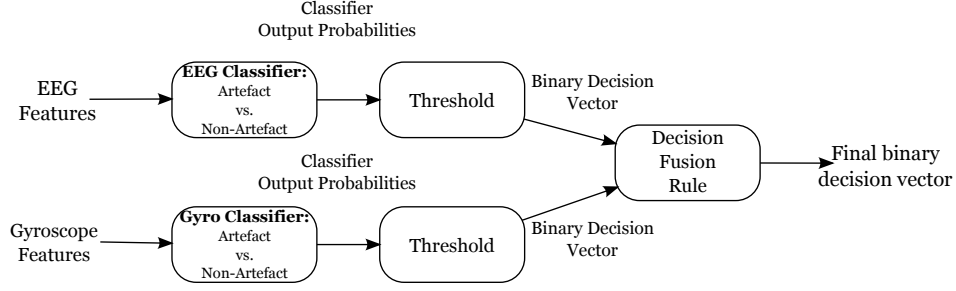 Classifier
Output Probabilities
EEG
Features
EEG Classifier:
Artefact
vs.
Non-Artefact
Threshold
Binary Decision
Vector
Decision
Fusion
Rule
Final binary
decision vector
Classifier
Output Probabilities
Gyroscope
Features
Gyro Classifier:
Artefact
vs.
Non-Artefact
Threshold
Binary Decision
Vector